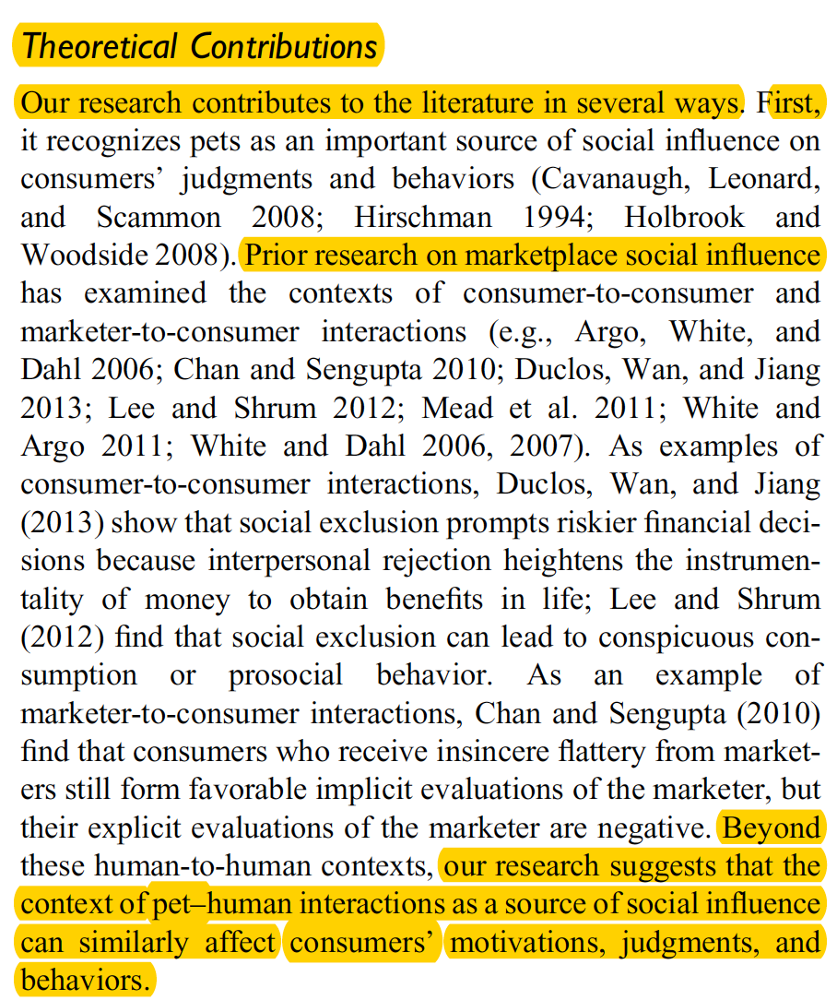 Theoretical Contributions
Our research contributes to the literature in several ways. First,
it recognizes pets as an important source of social influence on
consumers’ judgments and behaviors (Cavanaugh, Leonard,
and Scammon 2008; Hirschman 1994; Holbrook and
Woodside 2008). Prior research on marketplace social influence
has examined the contexts of consumer-to-consumer and
marketer-to-consumer interactions (e.g., Argo, White, and
Dahl 2006; Chan and Sengupta 2010; Duclos, Wan, and Jiang
2013; Lee and Shrum 2012; Mead et al. 2011; White and
Argo 2011; White and Dahl 2006, 2007). As examples of
consumer-to-consumer interactions, Duclos, Wan, and Jiang
(2013) show that social exclusion prompts riskier financial deci-
sions because interpersonal rejection heightens the instrumen-
tality of money to obtain benefits in life; Lee and Shrum
(2012) find that social exclusion can lead to conspicuous con-
sumption or prosocial behavior. As an example of
marketer-to-consumer interactions, Chan and Sengupta (2010)
find that consumers who receive insincere flattery from market-
ers still form favorable implicit evaluations of the marketer, but
their explicit evaluations of the marketer are negative. Beyond
these human-to-human contexts, our research suggests that the
context of pet–human interactions as a source of social influence
can similarly affect consumers’ motivations, judgments, and
behaviors.